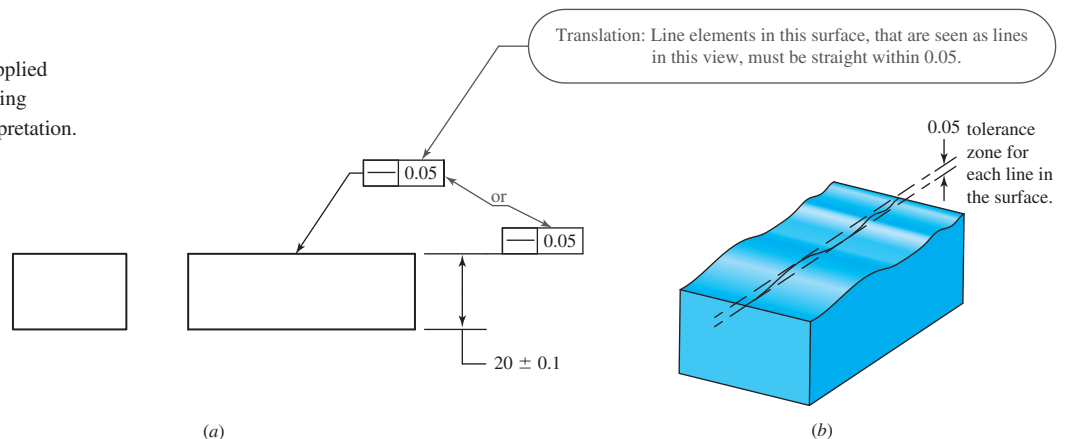 pplied
ing
pretation.
Translation: Line elements in this surface, that are seen as lines
in this view, must be straight within 0.05.
0.05
or
0.05
20 ± 0.1
(a)
0.05 tolerance
zone for
each line in
the surface.
(b)